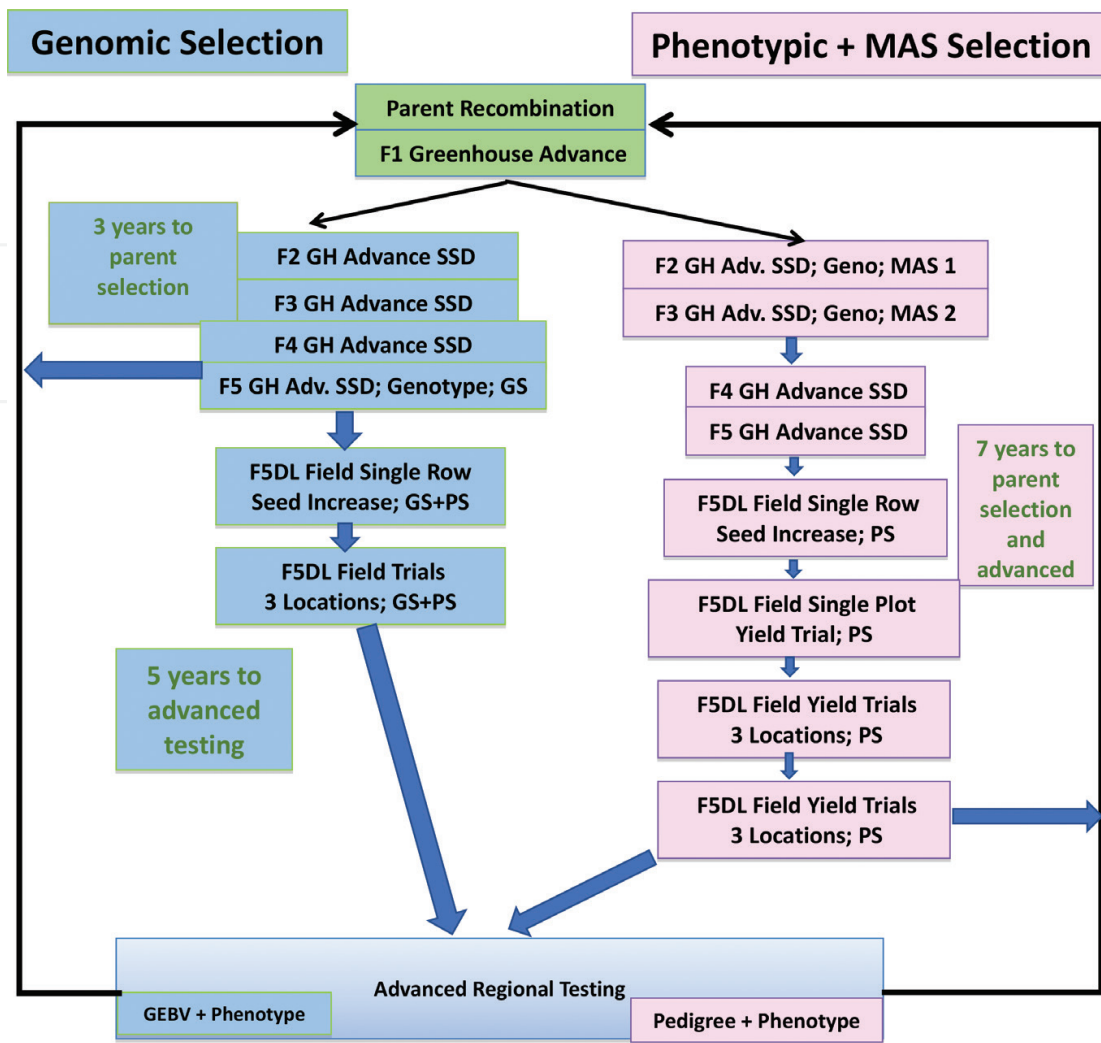 Genomic Selection
Phenotypic + MAS Selection
Parent Recombination
F1 Greenhouse Advance
3 years to
parent
selection
F2 GH Advance SSD
F3 GH Advance SSD
F4 GH Advance SSD
F5 GH Adv. SSD; Genotype; GS
F5DL Field Single Row
Seed Increase; GS+PS
F5DL Field Trials
3 Locations; GS+PS
5 years to
advanced
testing
F2 GH Adv. SSD; Geno; MAS 1
F3 GH Adv. SSD; Geno; MAS 2
F4 GH Advance SSD
F5 GH Advance SSD
F5DL Field Single Row
Seed Increase; PS
7 years to
parent
selection
and
advanced
F5DL Field Single Plot
Yield Trial; PS
F5DL Field Yield Trials
3 Locations; PS
F5DL Field Yield Trials
3 Locations; PS
Advanced Regional Testing
GEBV + Phenotype
Pedigree + Phenotype